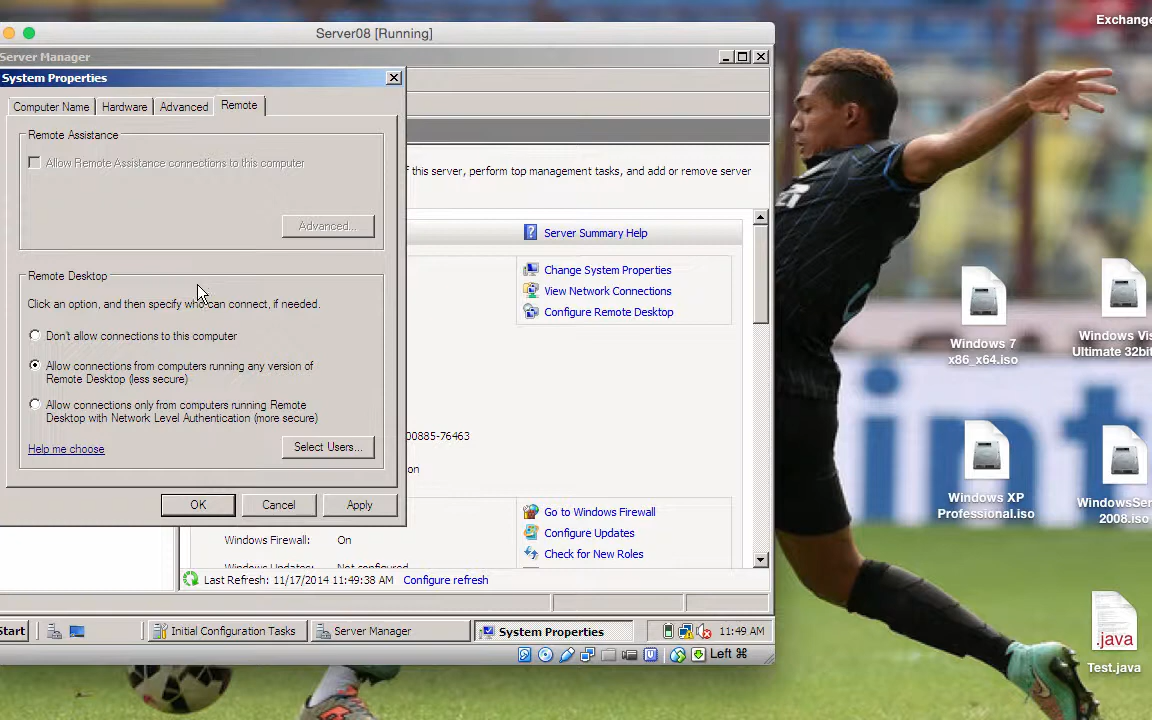 Server08 [Running]
Exchange
Server Manager
System Properties
Computer Name
Hardware
Advanced
Remote
Remote Assistance
Allow Remote Assistance connections to this computer
Advanced...
Remote Desktop
Click an option, and then specify who can connect, if needed.
Don't allow connections to this computer
Allow connections from computers running any version of
Remote Desktop (less secure)
Allow connections only from computers running Remote
Desktop with Network Level Authentication (more secure)
Help me choose
Select Users...
OK
Cancel
Apply
f this server, perform top management tasks, and add or remove server
Server Summary Help
Change System Properties
View Network Connections
Configure Remote Desktop
00885-76463
on
Go to Windows Firewall
Windows Firewall:
On
Configure Updates
Windows Updates:
Not configured
Check for New Roles
Last Refresh: 11/17/2014 11:49:38 AM
Configure refresh
Start
Initial Configuration Tasks
Server Manager
System Properties
11:49 AM
Left ⌘
Windows 7
x86_x64.iso
Windows Vis
Ultimate 32bit
Windows XP
Professional.iso
WindowsSer
2008.iso
.java
Test.java
int